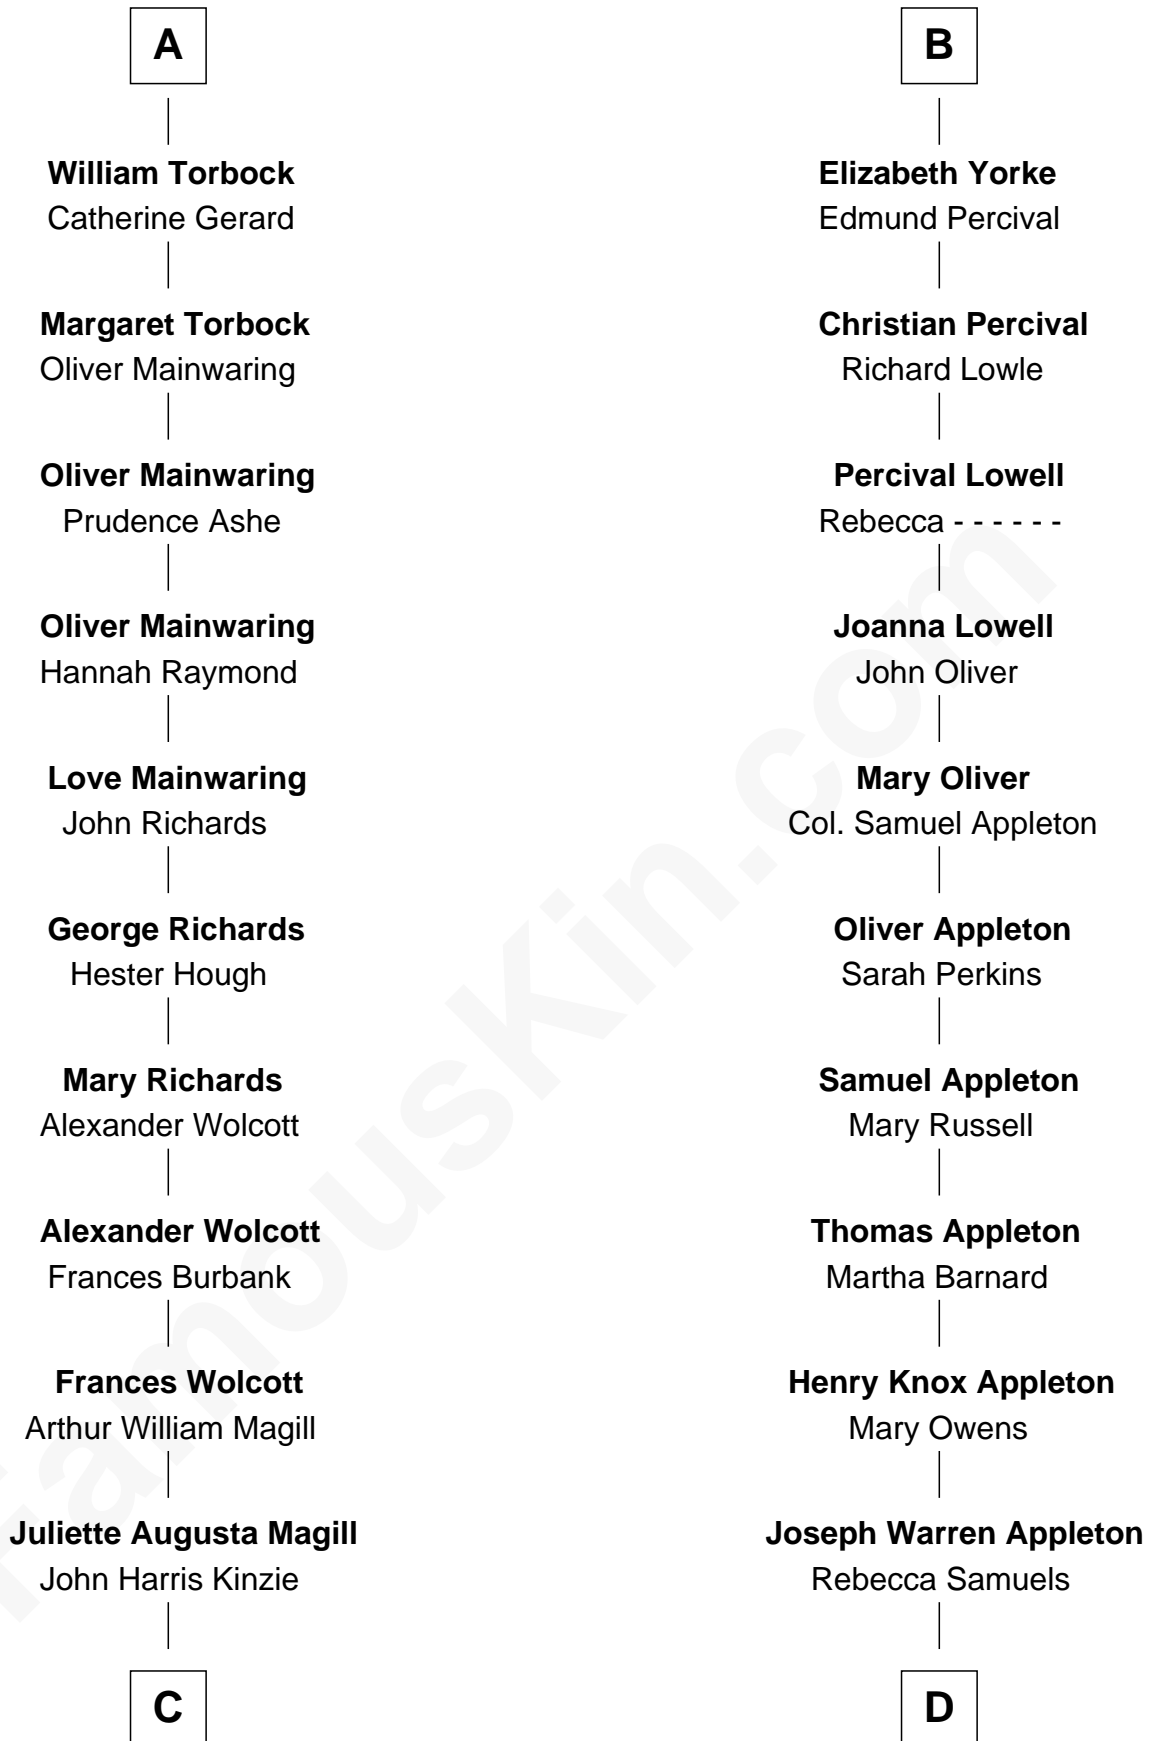 A
William Torbock
Catherine Gerard
Margaret Torbock
Oliver Mainwaring
Oliver Mainwaring
Prudence Ashe
Oliver Mainwaring
Hannah Raymond
Love Mainwaring
John Richards
George Richards
Hester Hough
Mary Richards
Alexander Wolcott
Alexander Wolcott
Frances Burbank
Frances Wolcott
Arthur William Magill
Juliette Augusta Magill
John Harris Kinzie
C
B
Elizabeth Yorke
Edmund Percival
Christian Percival
Richard Lowle
Percival Lowell
Rebecca - - - - - -
Joanna Lowell
John Oliver
Mary Oliver
Col. Samuel Appleton
Oliver Appleton
Sarah Perkins
Samuel Appleton
Mary Russell
Thomas Appleton
Martha Barnard
Henry Knox Appleton
Mary Owens
Joseph Warren Appleton
Rebecca Samuels
D
FamousKin.com